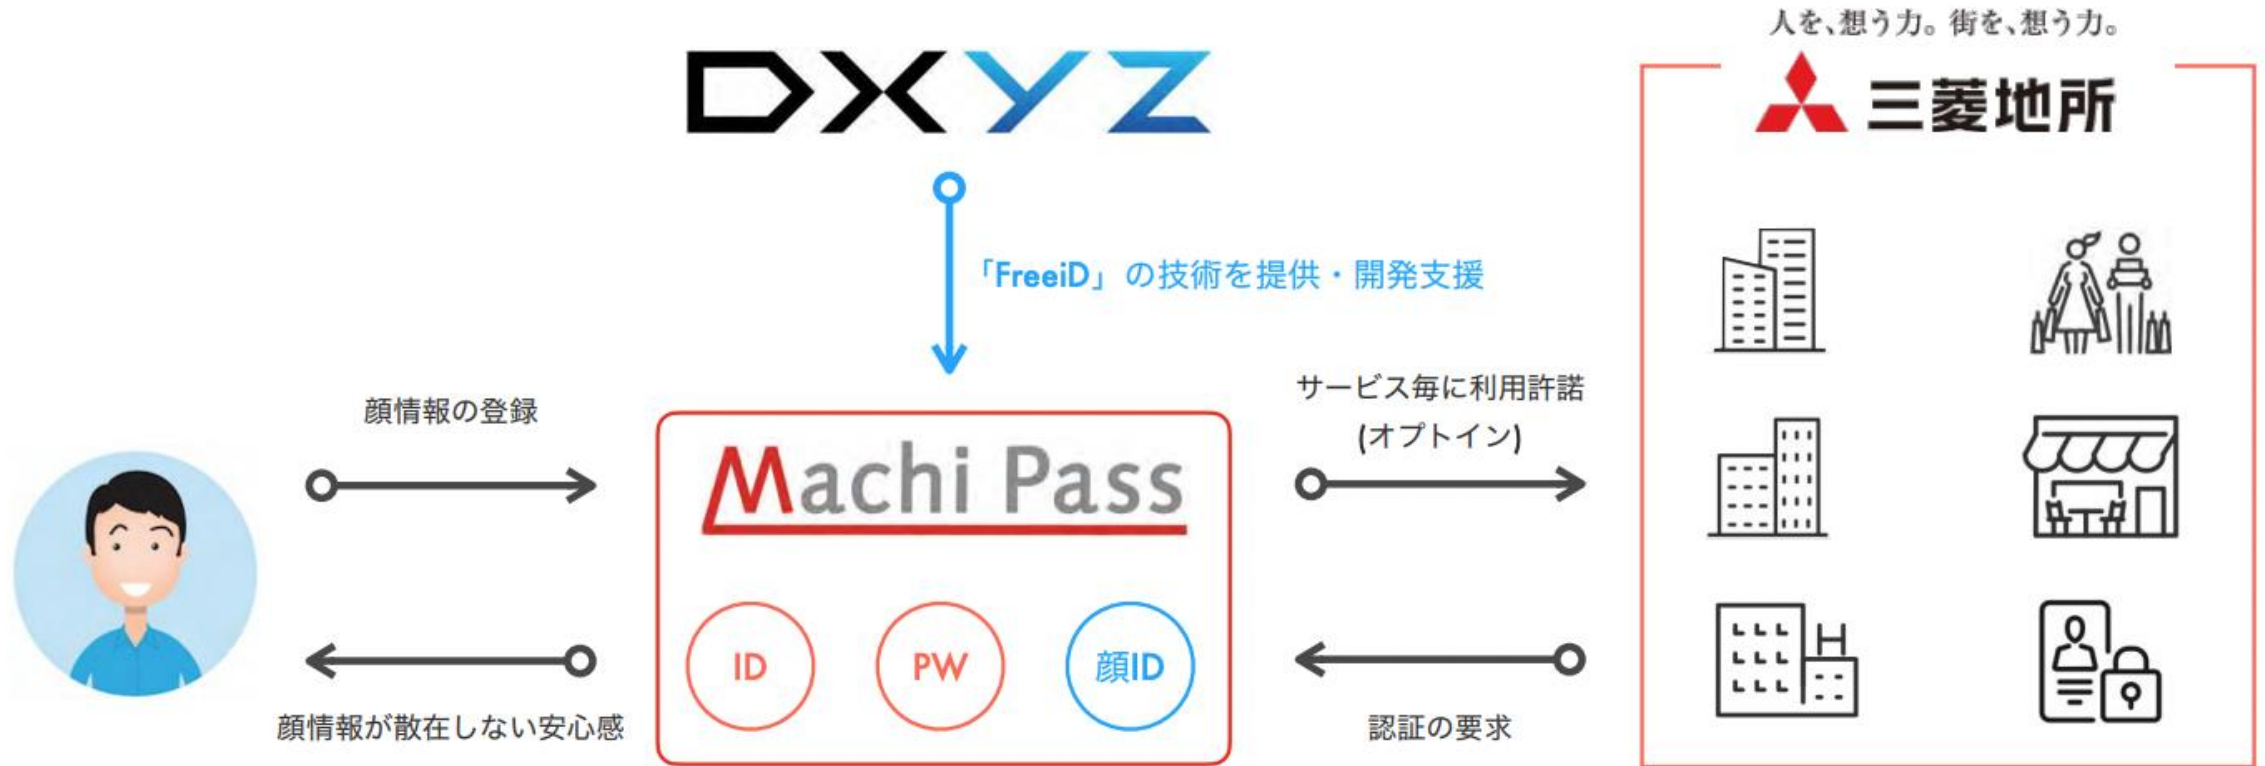 人を、想う力。街を、想う力。
DXYZ
三菱地所
「FreeiD」の技術を提供・開発支援
顔情報の登録
サービス毎に利用許諾
(オプトイン)
Machi Pass
ID
PW
顔ID
顔情報が散在しない安心感
認証の要求